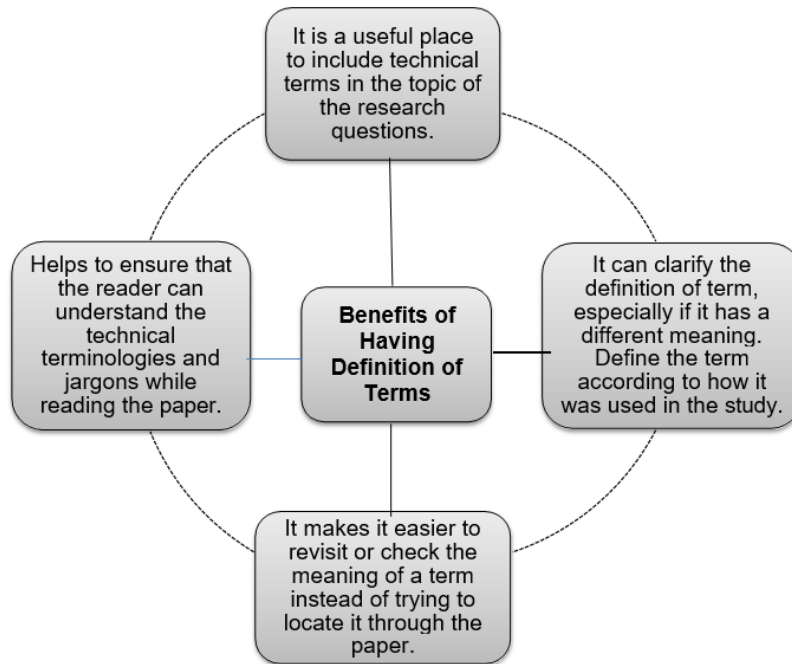 It is a useful place
to include technical
terms in the topic of
the research
questions.
Helps to ensure that
the reader can
understand the
technical
terminologies and
jargons while
reading the paper.
Benefits of
Having
Definition of
Terms
It can clarify the
definition of term,
especially if it has a
different meaning.
Define the term
according to how it
was used in the study.
It makes it easier to
revisit or check the
meaning of a term
instead of trying to
locate it through the
paper.